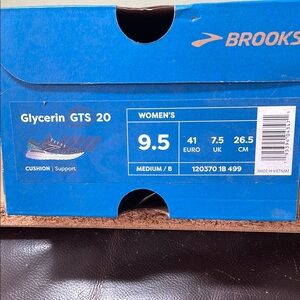 BROOKS
Glycerin GTS 20
WOMEN'S
9.5
41 7.5 26.5
EURO UK CM
CUSHION | Support
MEDIUM / B
120370 1B 499
MADE IN VIETNAM